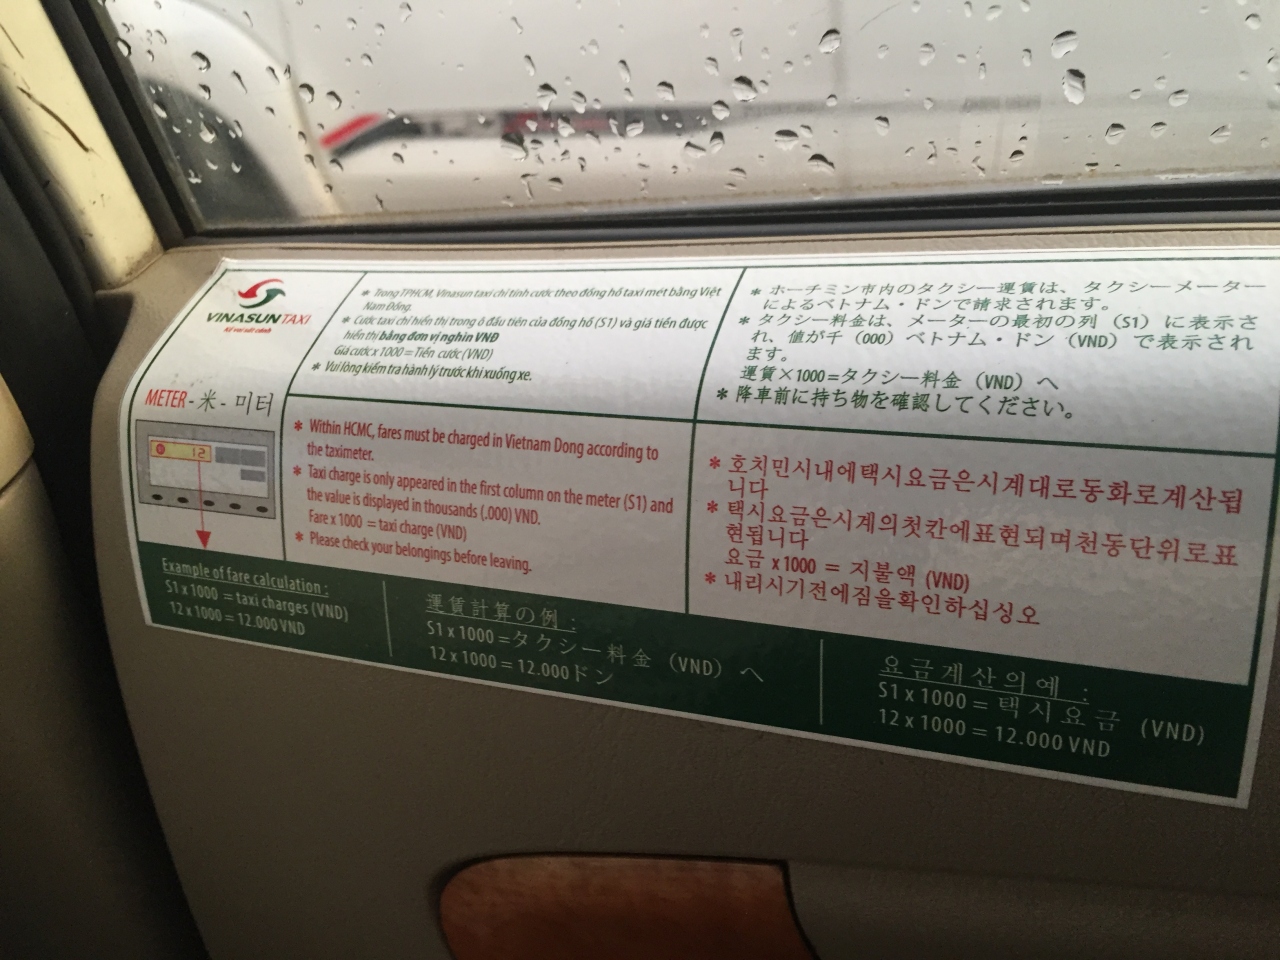 VINASUN TAXI
METER - 米 - 미터
12
* Trong TPHCM, Vinasun taxi chỉ tính cước theo đồng hồ taxi mét bằng Việt
Nam Đồng.
* Cước taxi chỉ hiển thị trong ô đầu tiên của đồng hồ (S1) và giá tiền được
hiển thị bằng đơn vị nghìn VNĐ
Giá cước x 1000 = Tiền cước (VND)
* Vui lòng kiểm tra hành lý trước khi xuống xe.
* ホーチミン市内のタクシー運賃は、タクシーメーター
によるベトナム・ドンで請求されます。
* タクシー料金は、メーターの最初の列（S1）に表示さ
れ、値が千（000）ベトナム・ドン（VND）で表示され
ます。
運賃×1000=タクシー料金（VND）へ
* 降車前に持ち物を確認してください。
* Within HCMC, fares must be charged in Vietnam Dong according to
the taximeter.
* Taxi charge is only appeared in the first column on the meter (S1) and
the value is displayed in thousands (.000) VND.
Fare x 1000 = taxi charge (VND)
* Please check your belongings before leaving.
* 호치민시내에택시요금은시계대로동화로계산됩
니다
* 택시요금은시계의첫칸에표현되며천동단위로표
현됩니다
요금 x 1000 = 지불액 (VND)
* 내리시기전에짐을확인하십싱오
Example of fare calculation :
S1 x 1000 = taxi charges (VND)
12 x 1000 = 12.000 VND
運賃計算の例 :
S1 x 1000 =タクシー料金（VND）へ
12 x 1000 = 12.000ドン
요금계산의예 :
S1 x 1000 = 택시요금 (VND)
12 x 1000 = 12.000 VND